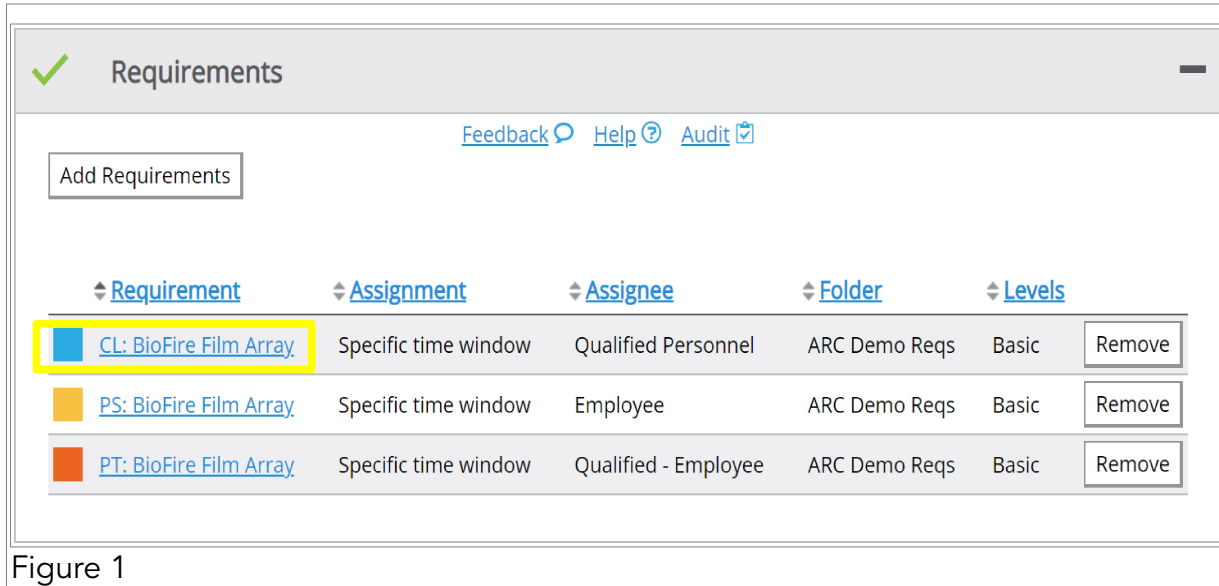 Requirements
Feedback Help Audit
Add Requirements
Requirement Assignment Assignee Folder Levels
CL: BioFire Film Array Specific time window Qualified Personnel ARC Demo Reqs Basic Remove
PS: BioFire Film Array Specific time window Employee ARC Demo Reqs Basic Remove
PT: BioFire Film Array Specific time window Qualified - Employee ARC Demo Reqs Basic Remove
Figure 1